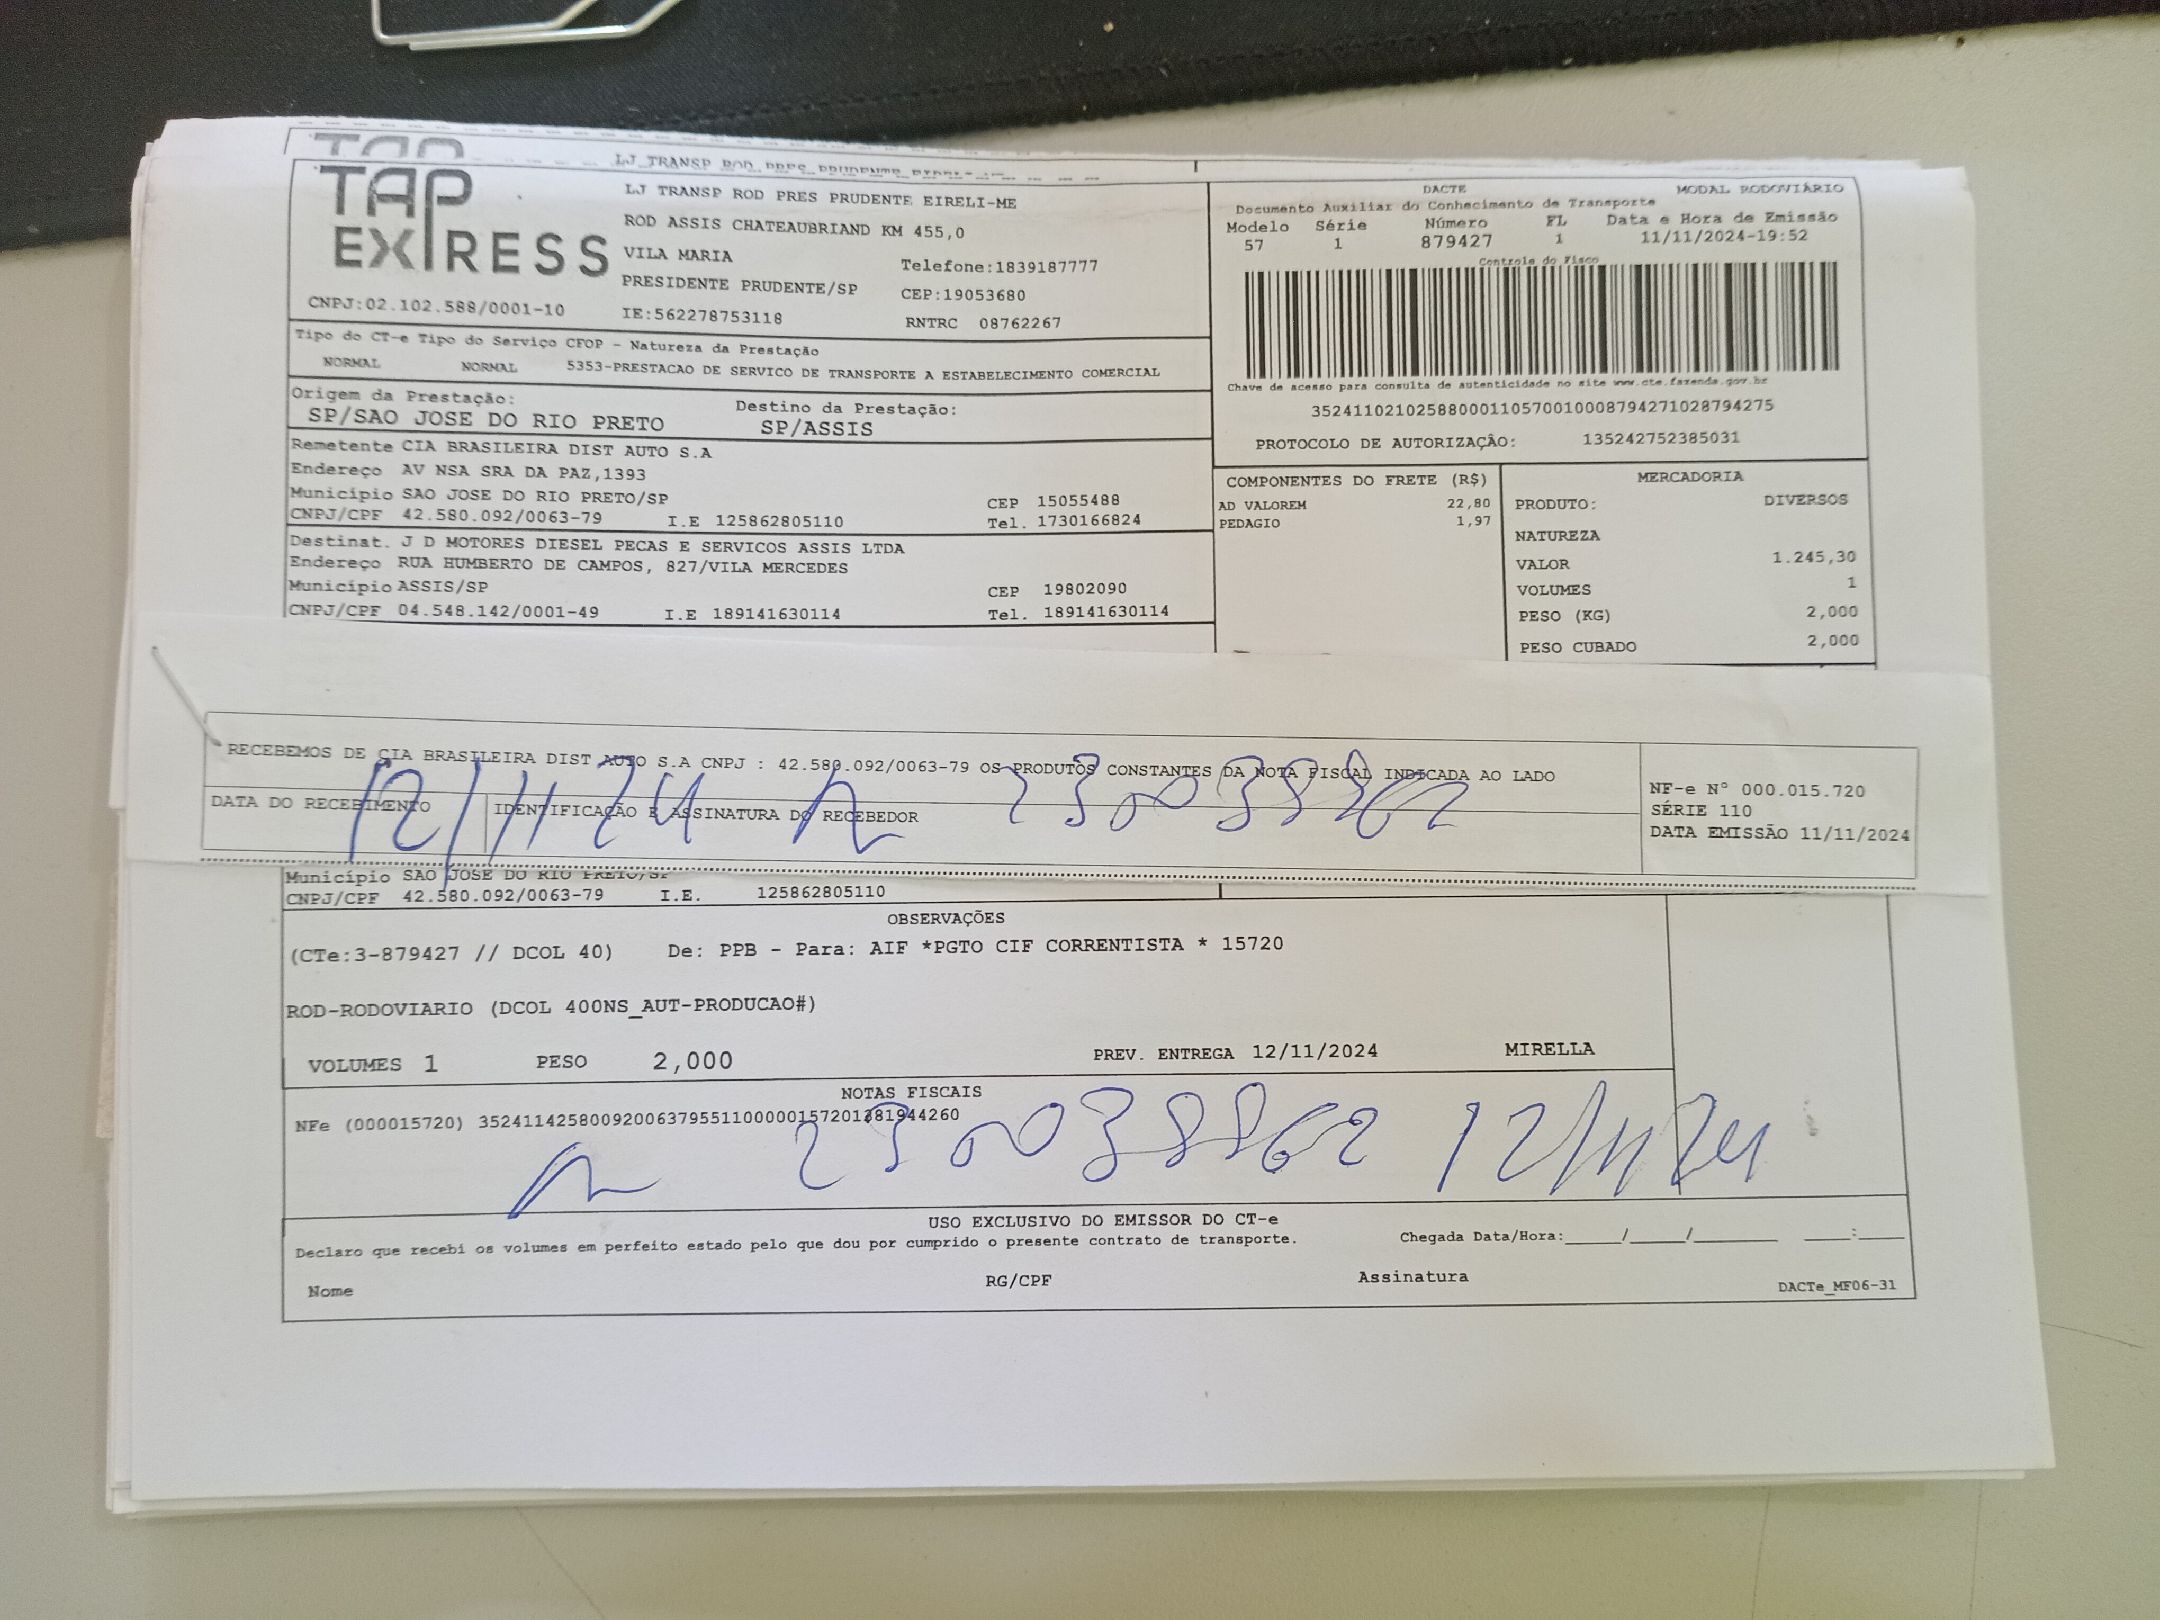 TAP
LJ TRANSP ROD PRES PRUDENTE EIRELI-ME
TAP EXPRESS
LJ TRANSP ROD PRES PRUDENTE EIRELI-ME
ROD ASSIS CHATEAUBRIAND KM 455,0
VILA MARIA Telefone:1839187777
PRESIDENTE PRUDENTE/SP CEP:19053680
CNPJ:02.102.588/0001-10 IE:562278753118 RNTRC 08762267
DACTE MODAL RODOVIÁRIO
Documento Auxiliar do Conhecimento de Transporte
Modelo Série Número FL Data e Hora de Emissão
57 1 879427 1 11/11/2024-19:52
Controle do Fisco
Chave de acesso para consulta de autenticidade no site www.cte.fazenda.gov.br
35241102102588000110570010008794271028794275
PROTOCOLO DE AUTORIZAÇÃO: 135242752385031
Tipo do CT-e Tipo do Serviço CFOP - Natureza da Prestação
NORMAL NORMAL 5353-PRESTACAO DE SERVICO DE TRANSPORTE A ESTABELECIMENTO COMERCIAL
Origem da Prestação: Destino da Prestação:
SP/SAO JOSE DO RIO PRETO SP/ASSIS
Remetente CIA BRASILEIRA DIST AUTO S.A
Endereço AV NSA SRA DA PAZ,1393
Município SAO JOSE DO RIO PRETO/SP CEP 15055488
CNPJ/CPF 42.580.092/0063-79 I.E 125862805110 Tel. 1730166824
Destinat. J D MOTORES DIESEL PECAS E SERVICOS ASSIS LTDA
Endereço RUA HUMBERTO DE CAMPOS, 827/VILA MERCEDES
Município ASSIS/SP CEP 19802090
CNPJ/CPF 04.548.142/0001-49 I.E 189141630114 Tel. 189141630114
COMPONENTES DO FRETE (R$)
AD VALOREM 22,80
PEDAGIO 1,97
MERCADORIA
PRODUTO: DIVERSOS
NATUREZA
VALOR 1.245,30
VOLUMES 1
PESO (KG) 2,000
PESO CUBADO 2,000
RECEBEMOS DE CIA BRASILEIRA DIST AUTO S.A CNPJ : 42.580.092/0063-79 OS PRODUTOS CONSTANTES DA NOTA FISCAL INDICADA AO LADO
DATA DO RECEBIMENTO IDENTIFICAÇÃO E ASSINATURA DO RECEBEDOR
12/11/24 230038862
NF-e N° 000.015.720
SÉRIE 110
DATA EMISSÃO 11/11/2024
Município SAO JOSE DO RIO PRETO/SP
CNPJ/CPF 42.580.092/0063-79 I.E. 125862805110
OBSERVAÇÕES
(CTe:3-879427 // DCOL 40) De: PPB - Para: AIF *PGTO CIF CORRENTISTA * 15720
ROD-RODOVIARIO (DCOL 400NS_AUT-PRODUCAO#)
VOLUMES 1 PESO 2,000 PREV. ENTREGA 12/11/2024 MIRELLA
NOTAS FISCAIS
NFe (000015720) 35241142580092006379551100000157201381944260
230038862 12/11/24
USO EXCLUSIVO DO EMISSOR DO CT-e
Declaro que recebi os volumes em perfeito estado pelo que dou por cumprido o presente contrato de transporte. Chegada Data/Hora:_____/_____/________ _____:_____
Nome RG/CPF Assinatura DACTe_MF06-31